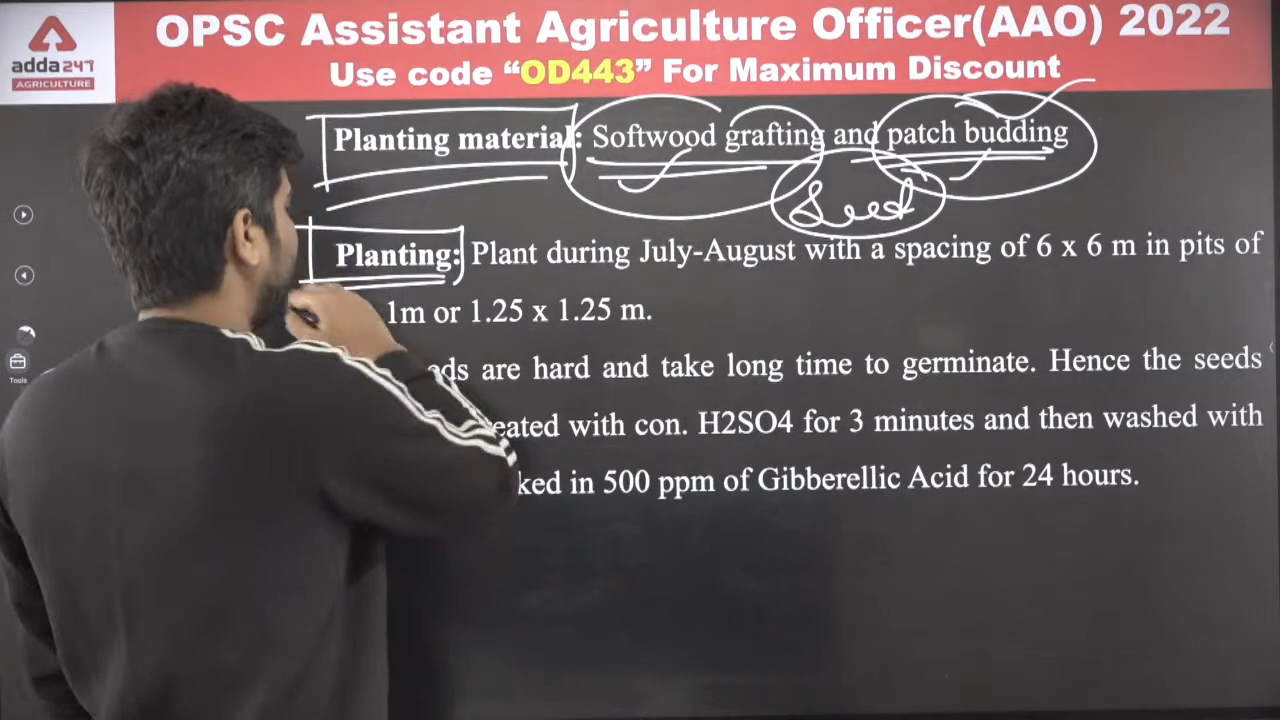 OPSC Assistant Agriculture Officer(AAO) 2022
adda247
AGRICULTURE
Use code “OD443” For Maximum Discount
Planting material: Softwood grafting and patch budding
Seed
Planting: Plant during July-August with a spacing of 6 x 6 m in pits of
1m or 1.25 x 1.25 m.
are hard and take long time to germinate. Hence the seeds
with con. H2SO4 for 3 minutes and then washed with
in 500 ppm of Gibberellic Acid for 24 hours.
Tools